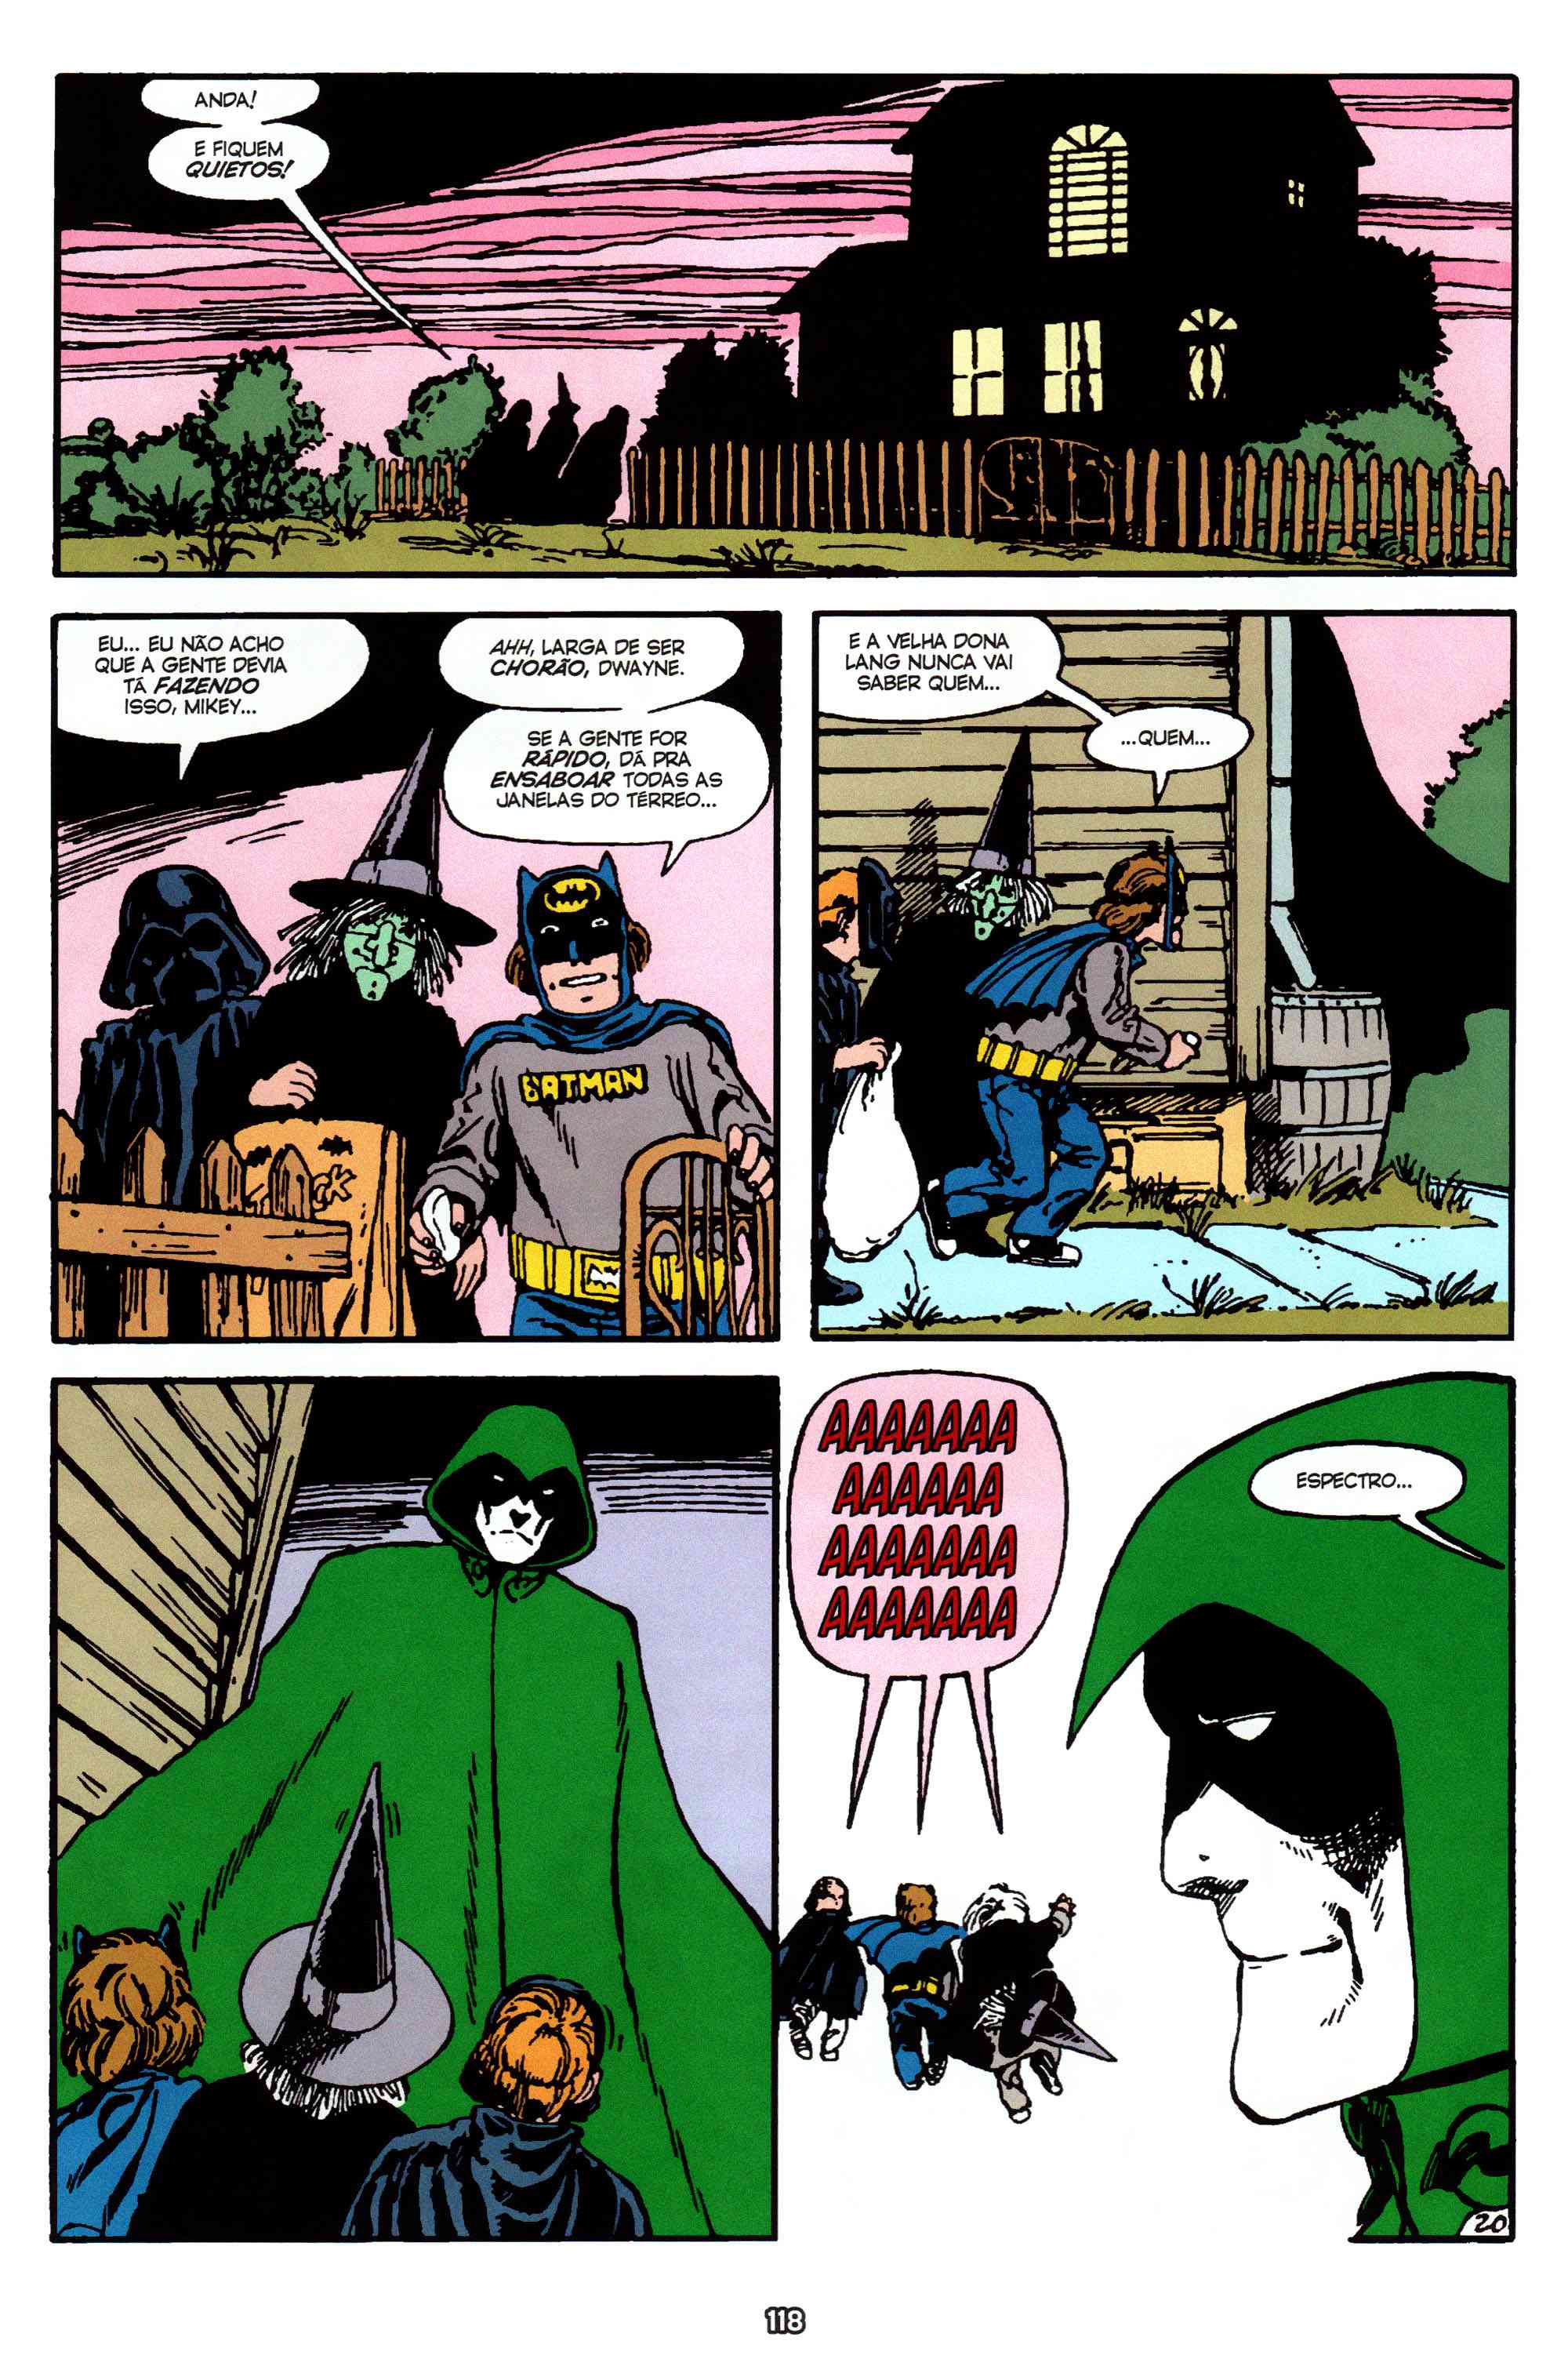 ANDA!
E FIQUEM
QUIETOS!
EU... EU NÃO ACHO
QUE A GENTE DEVIA
TÁ FAZENDO
ISSO, MIKEY...
AHH, LARGA DE SER
CHORÃO, DWAYNE.
SE A GENTE FOR
RÁPIDO, DÁ PRA
ENSABOAR TODAS AS
JANELAS DO TÉRREO...
BATMAN
E A VELHA DONA
LANG NUNCA VAI
SABER QUEM...
...QUEM...
AAAAAAA
AAAAAA
AAAAAAA
AAAAAAA
ESPECTRO...
20
118